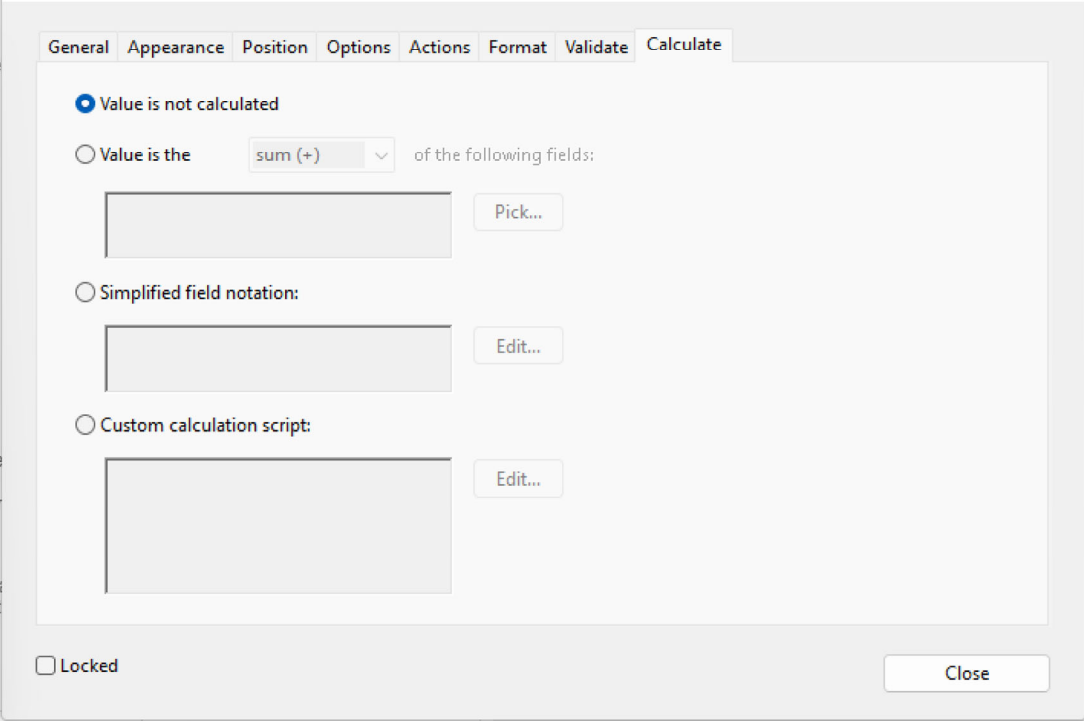 General Appearance Position Options Actions Format Validate Calculate
Value is not calculated
Value is the sum (+) of the following fields:
Pick...
Simplified field notation:
Edit...
Custom calculation script:
Edit...
Locked
Close